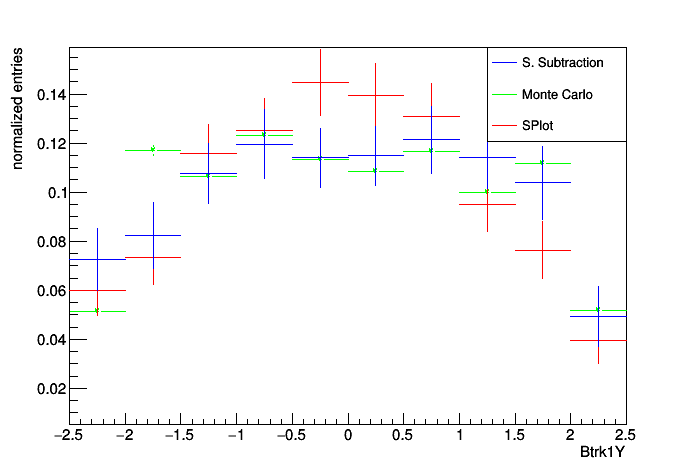 normalized entries
S. Subtraction
Monte Carlo
SPlot
0.14
0.12
0.1
0.08
0.06
0.04
0.02
−2.5 −2 −1.5 −1 −0.5 0 0.5 1 1.5 2 2.5
Btrk1Y